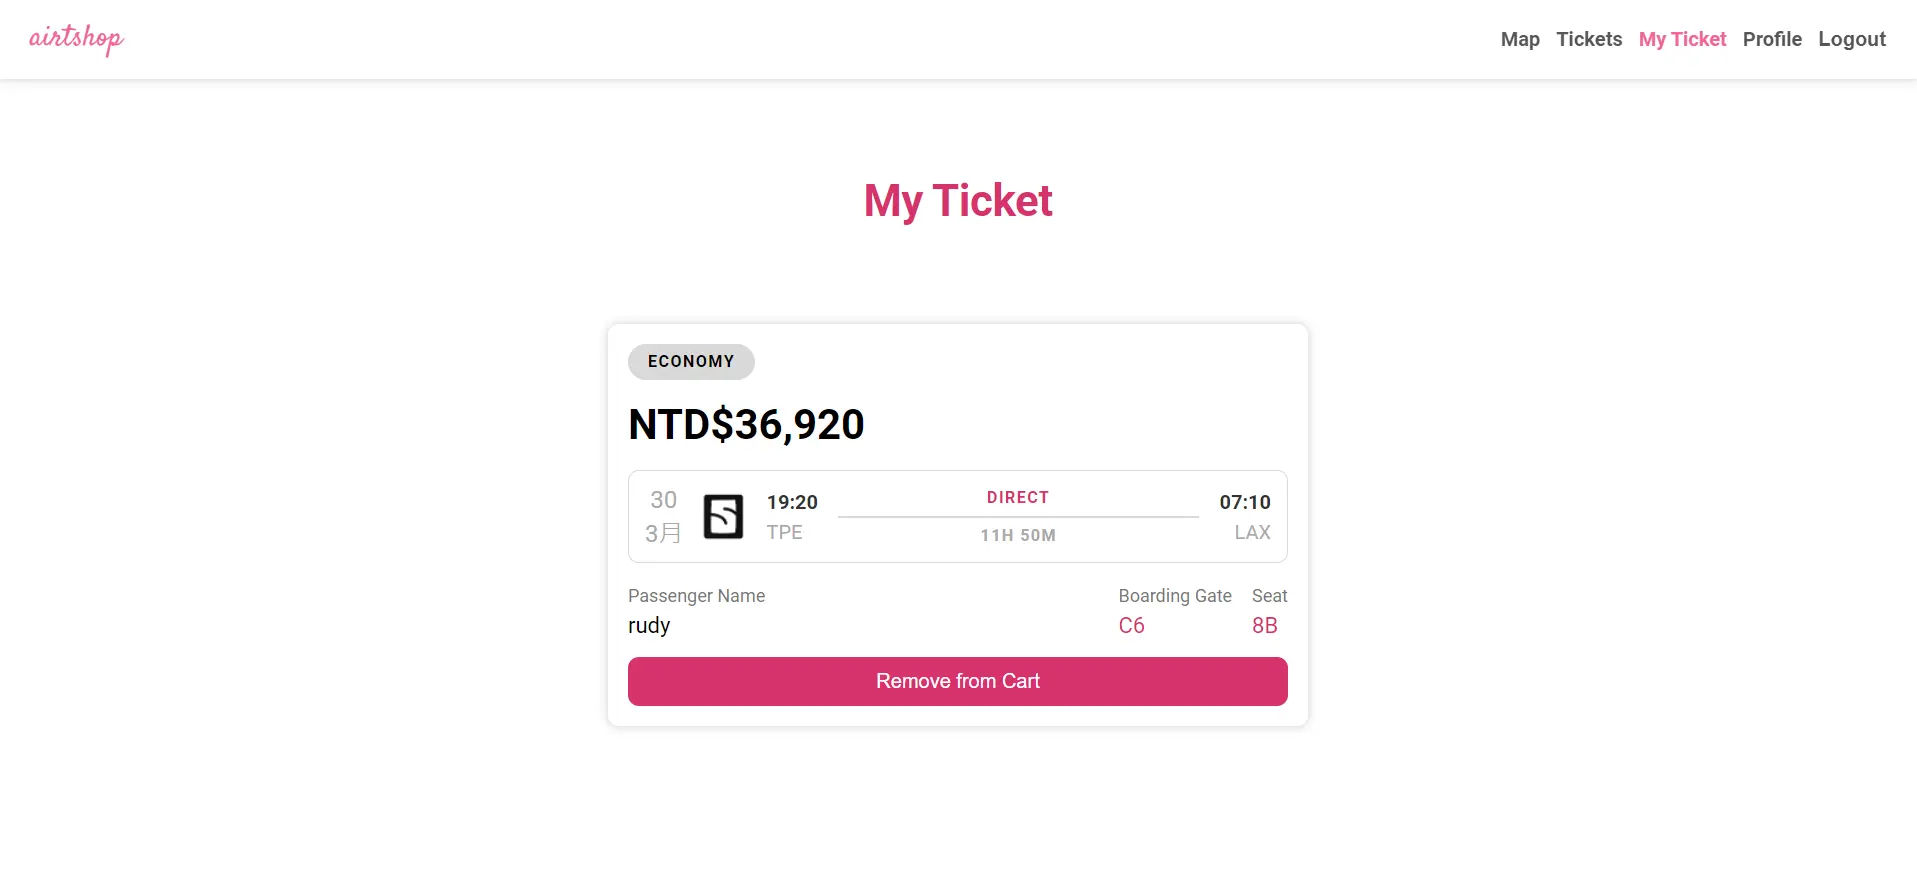 airtshop
Map Tickets My Ticket Profile Logout
My Ticket
ECONOMY
NTD$36,920
30
3月
19:20
TPE
DIRECT
11H 50M
07:10
LAX
Passenger Name
rudy
Boarding Gate
C6
Seat
8B
Remove from Cart